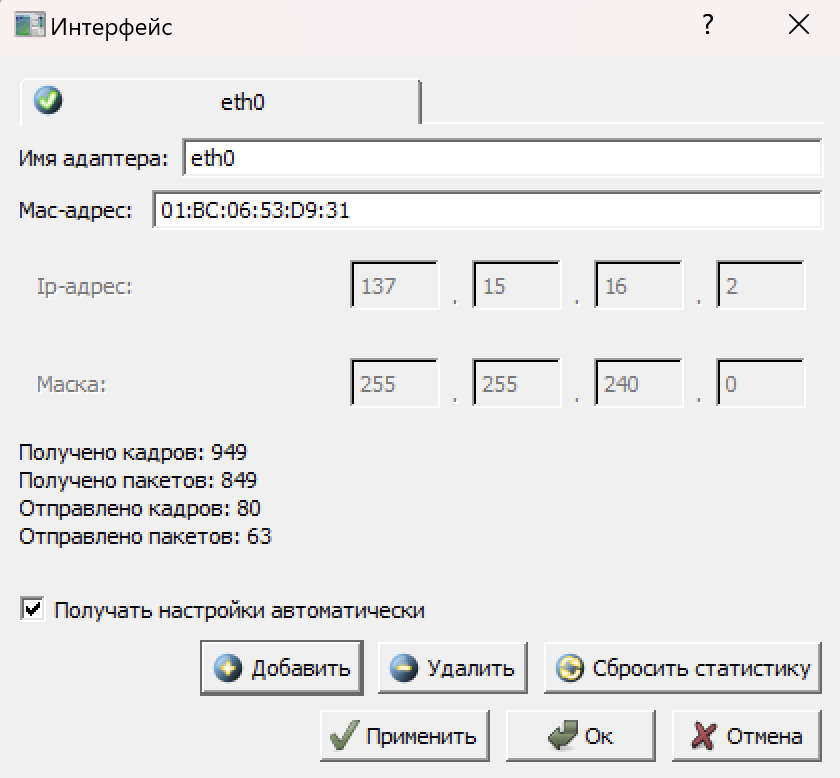 Интерфейс ?
eth0
Имя адаптера: eth0
Mac-адрес: 01:BC:06:53:D9:31
Ip-адрес: 137 . 15 . 16 . 2
Маска: 255 . 255 . 240 . 0
Получено кадров: 949
Получено пакетов: 849
Отправлено кадров: 80
Отправлено пакетов: 63
Получать настройки автоматически
Добавить Удалить Сбросить статистику
Применить Ок Отмена